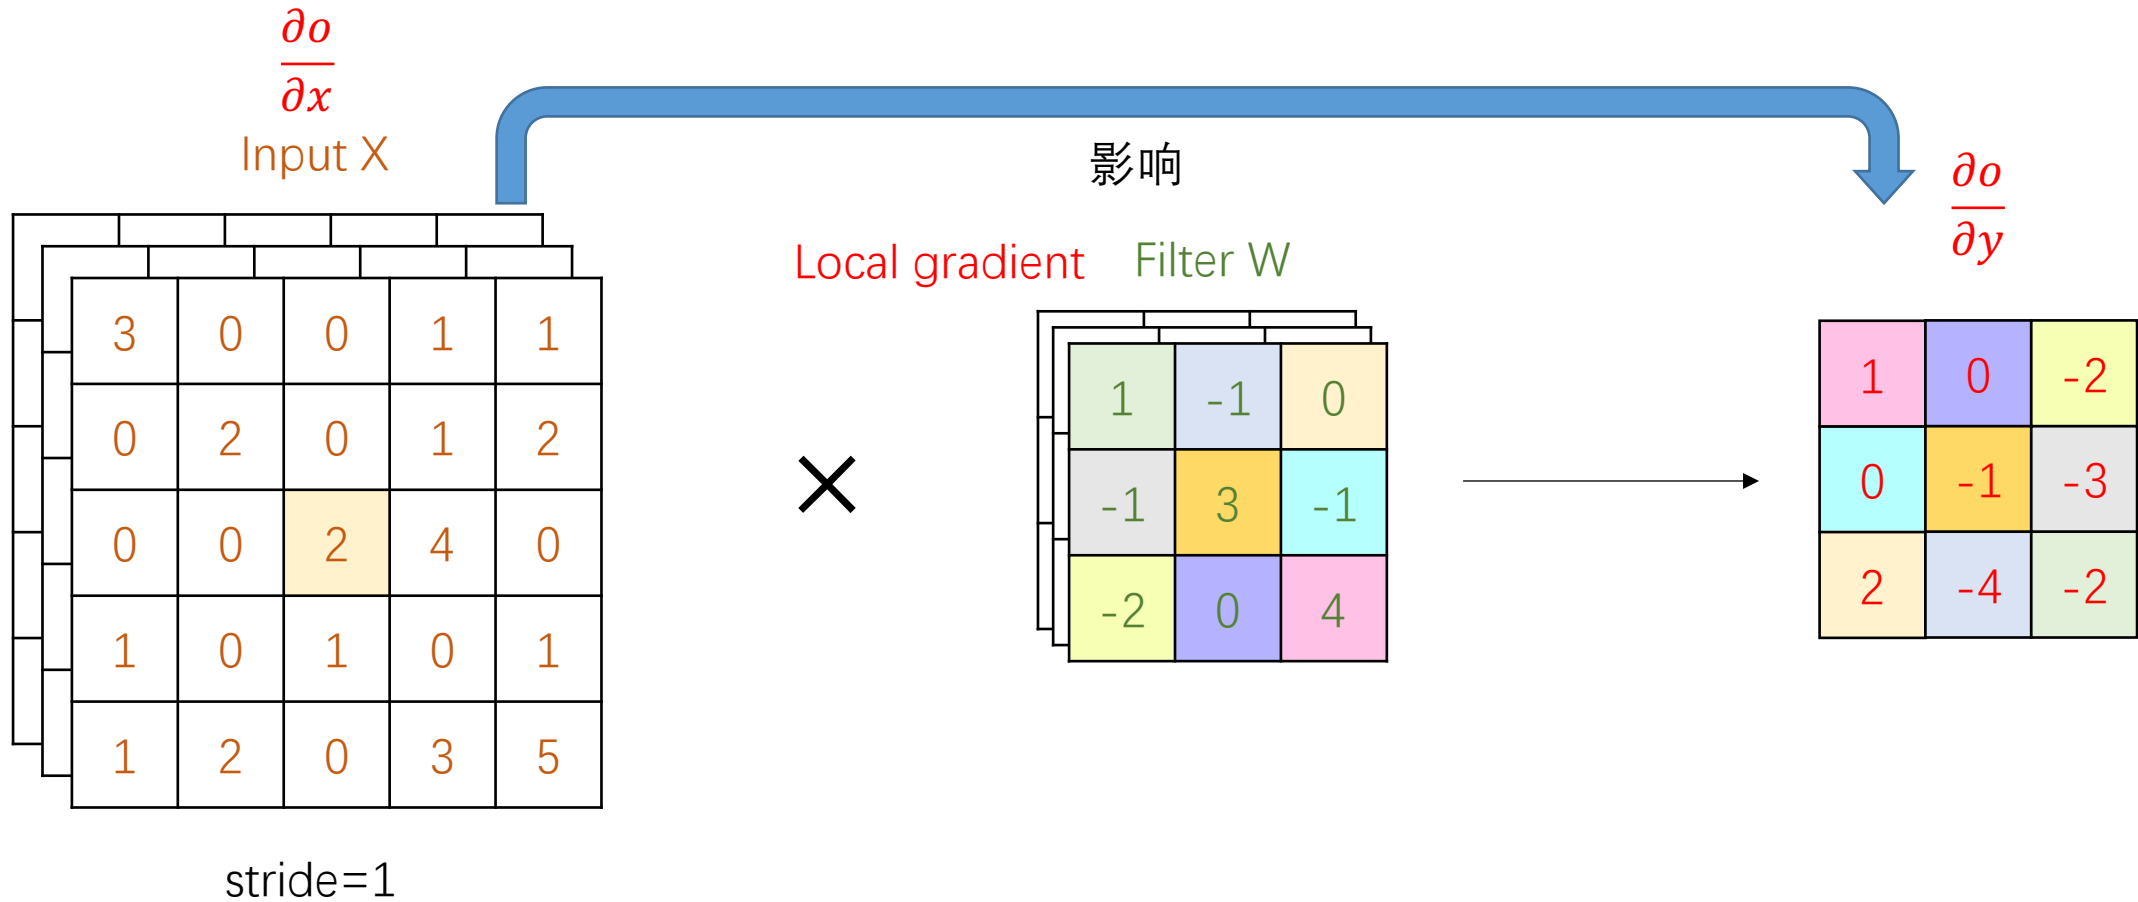 ∂o
∂x
Input X
影响
∂o
∂y
Local gradient Filter W
3 0 0 1 1
0 2 0 1 2
0 0 2 4 0
1 0 1 0 1
1 2 0 3 5
×
1 -1 0
-1 3 -1
-2 0 4
1 0 -2
0 -1 -3
2 -4 -2
stride=1